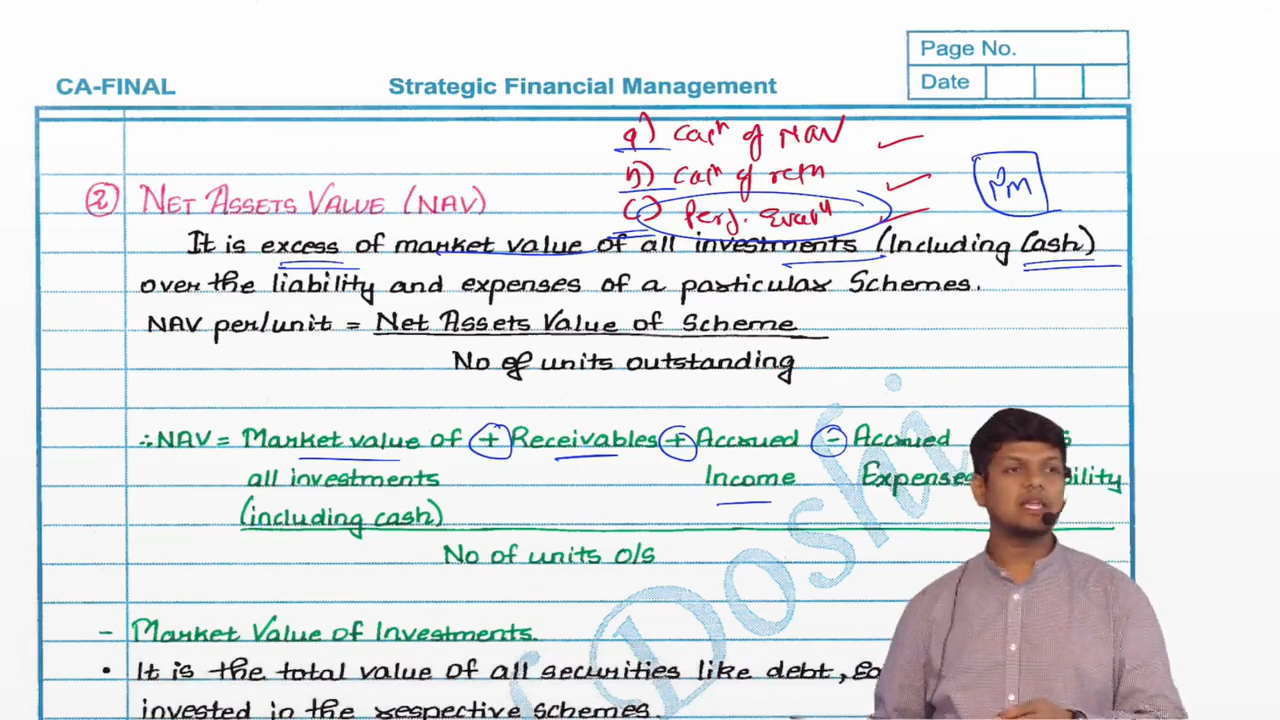 Page No.
CA-FINAL Strategic Financial Management Date
a) Calⁿ of NAV
b) Calⁿ of retn
c) Perf. Evalⁿ
PM
② NET ASSETS VALUE (NAV)
It is excess of market value of all investments (Including Cash)
over the liability and expenses of a particular Schemes.
NAV per/unit = Net Assets Value of Scheme
No of units outstanding
∴ NAV = Market value of + Receivables + Accrued - Accrued
all investments Income Expenses
(including cash)
No of units o/s
- Market Value of Investments.
• It is the total value of all securities like debt,
invested in the respective schemes.
Doshi